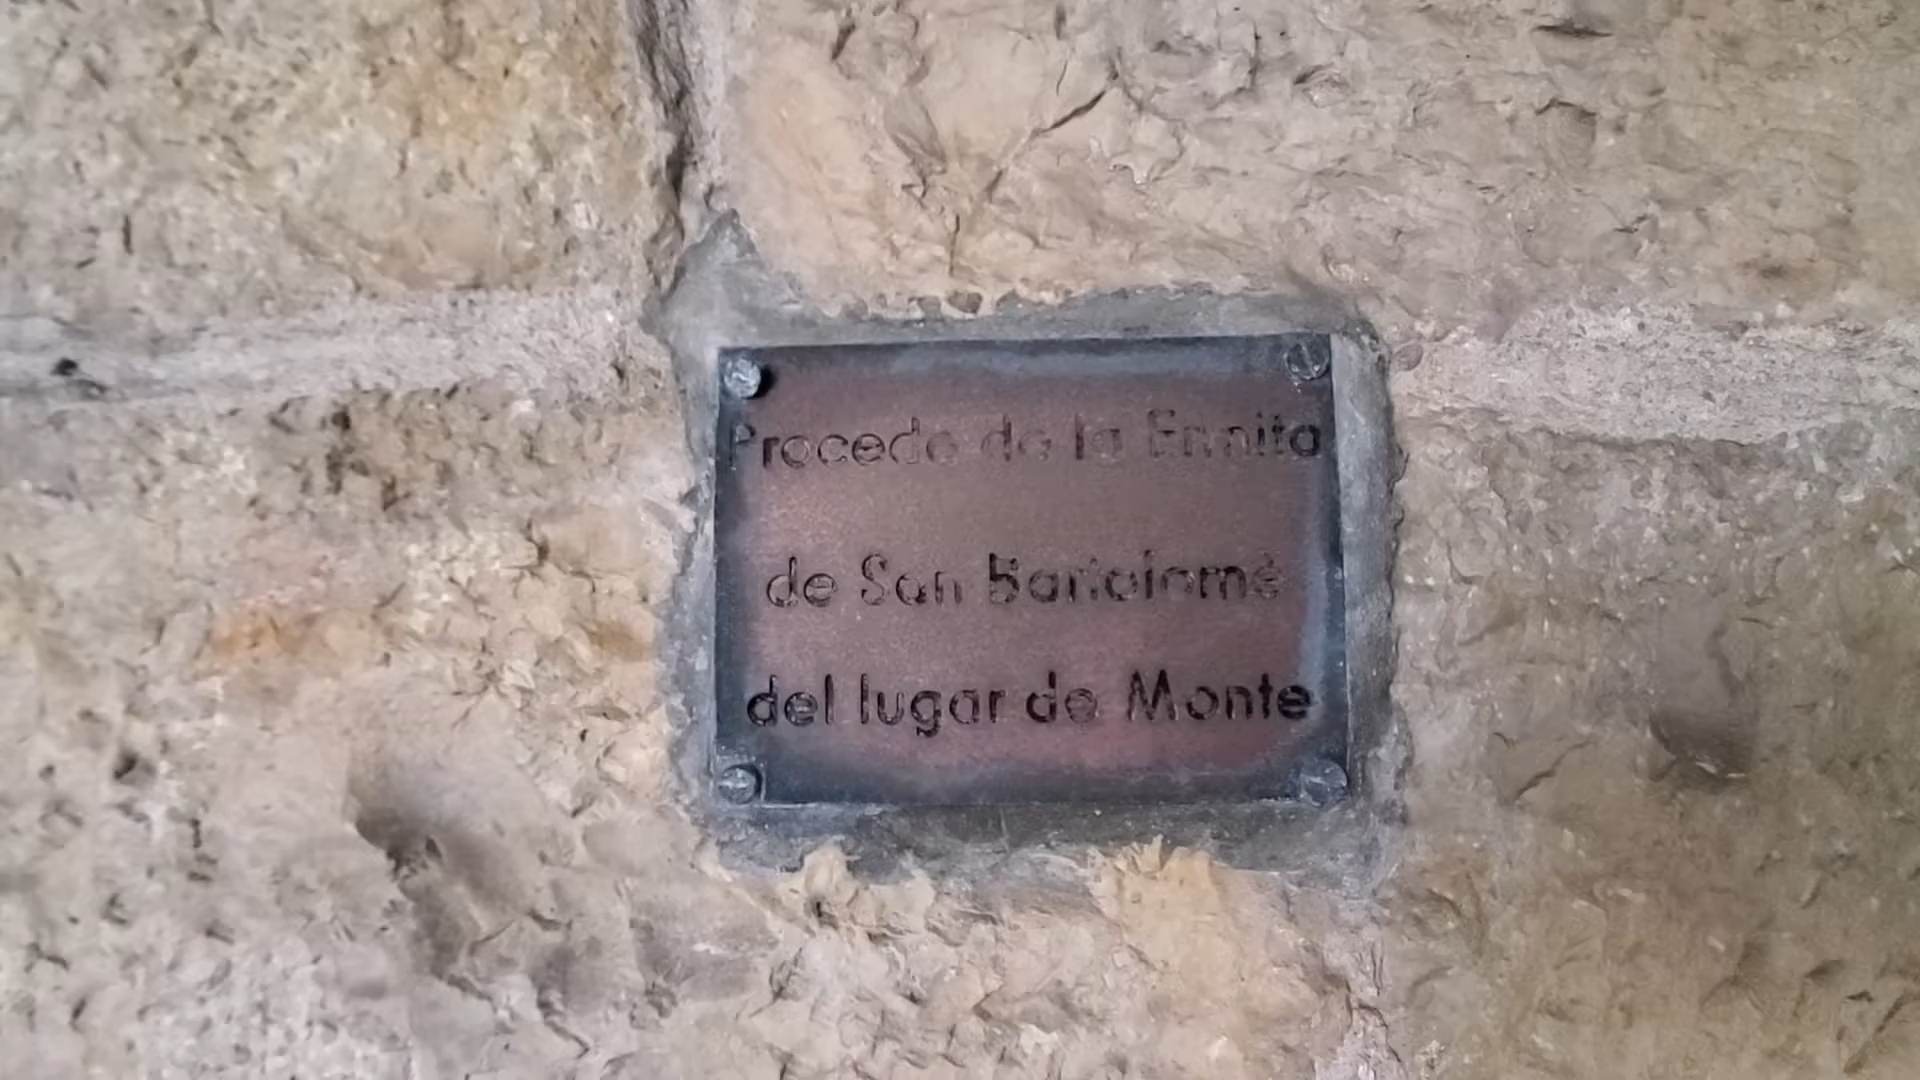 Procede de la Ermita
de San Bartolomé
del lugar de Monte